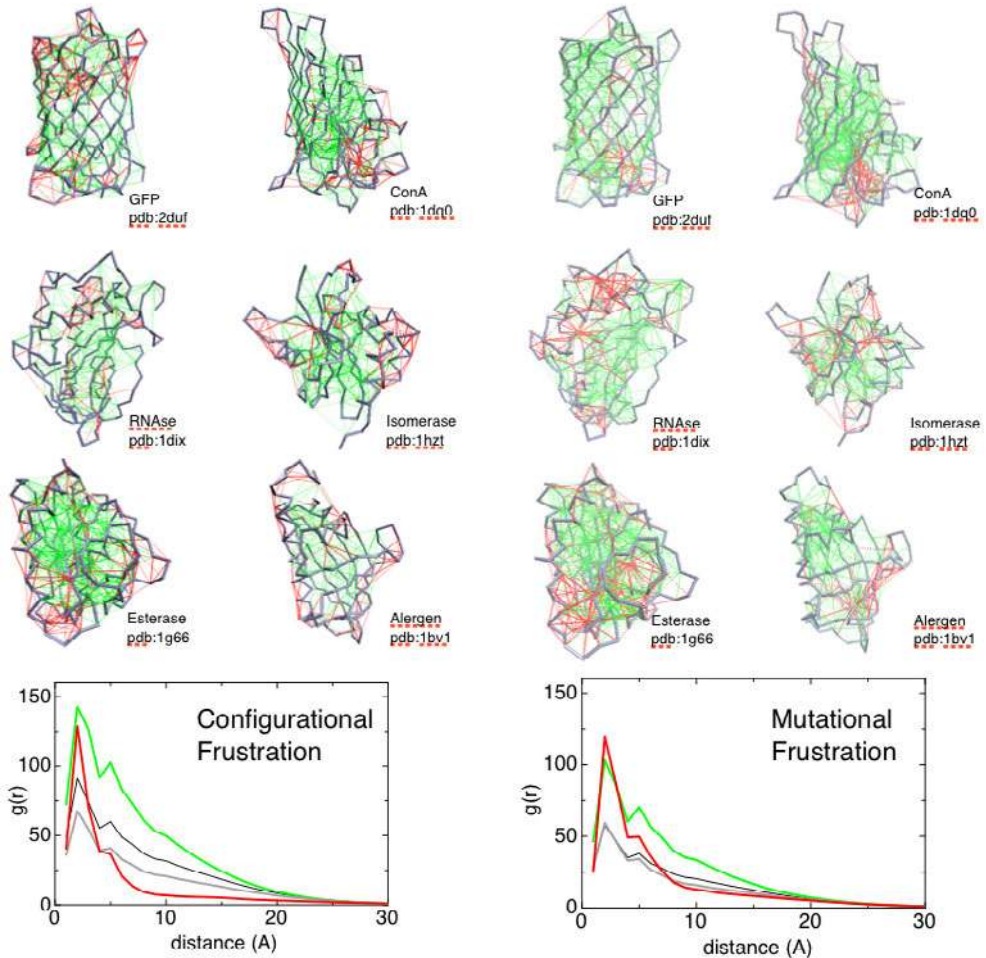 GFP
pdb:2duf
ConA
pdb:1dq0
GFP
pdb:2duf
ConA
pdb:1dq0
RNAse
pdb:1dix
Isomerase
pdb:1hzt
RNAse
pdb:1dix
Isomerase
pdb:1hzt
Esterase
pdb:1g66
Alergen
pdb:1bv1
Esterase
pdb:1g66
Alergen
pdb:1bv1
Configurational
Frustration
g(r)
150
100
50
0
0
10
20
30
distance (A)
Mutational
Frustration
g(r)
150
100
50
0
0
10
20
30
distance (A)